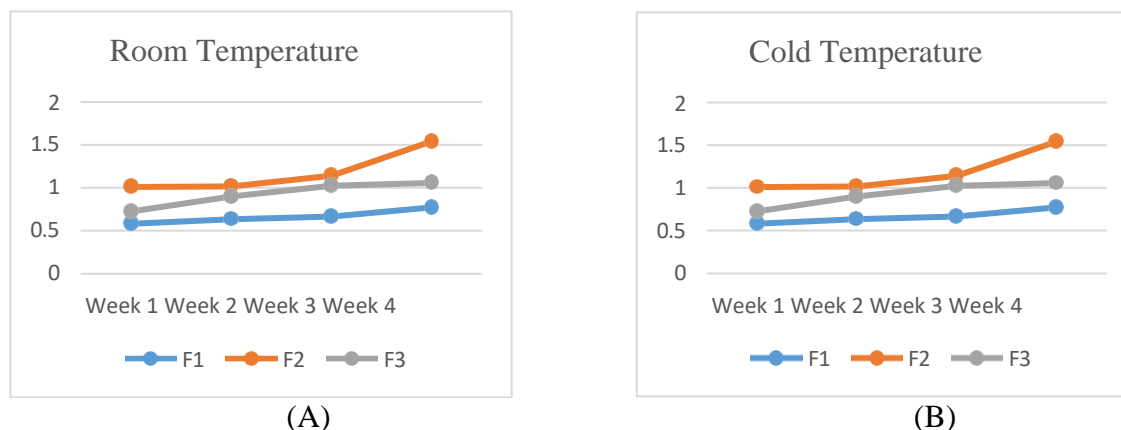 Room Temperature
2
1.5
1
0.5
0
Week 1 Week 2 Week 3 Week 4
F1 F2 F3
(A)
Cold Temperature
2
1.5
1
0.5
0
Week 1 Week 2 Week 3 Week 4
F1 F2 F3
(B)